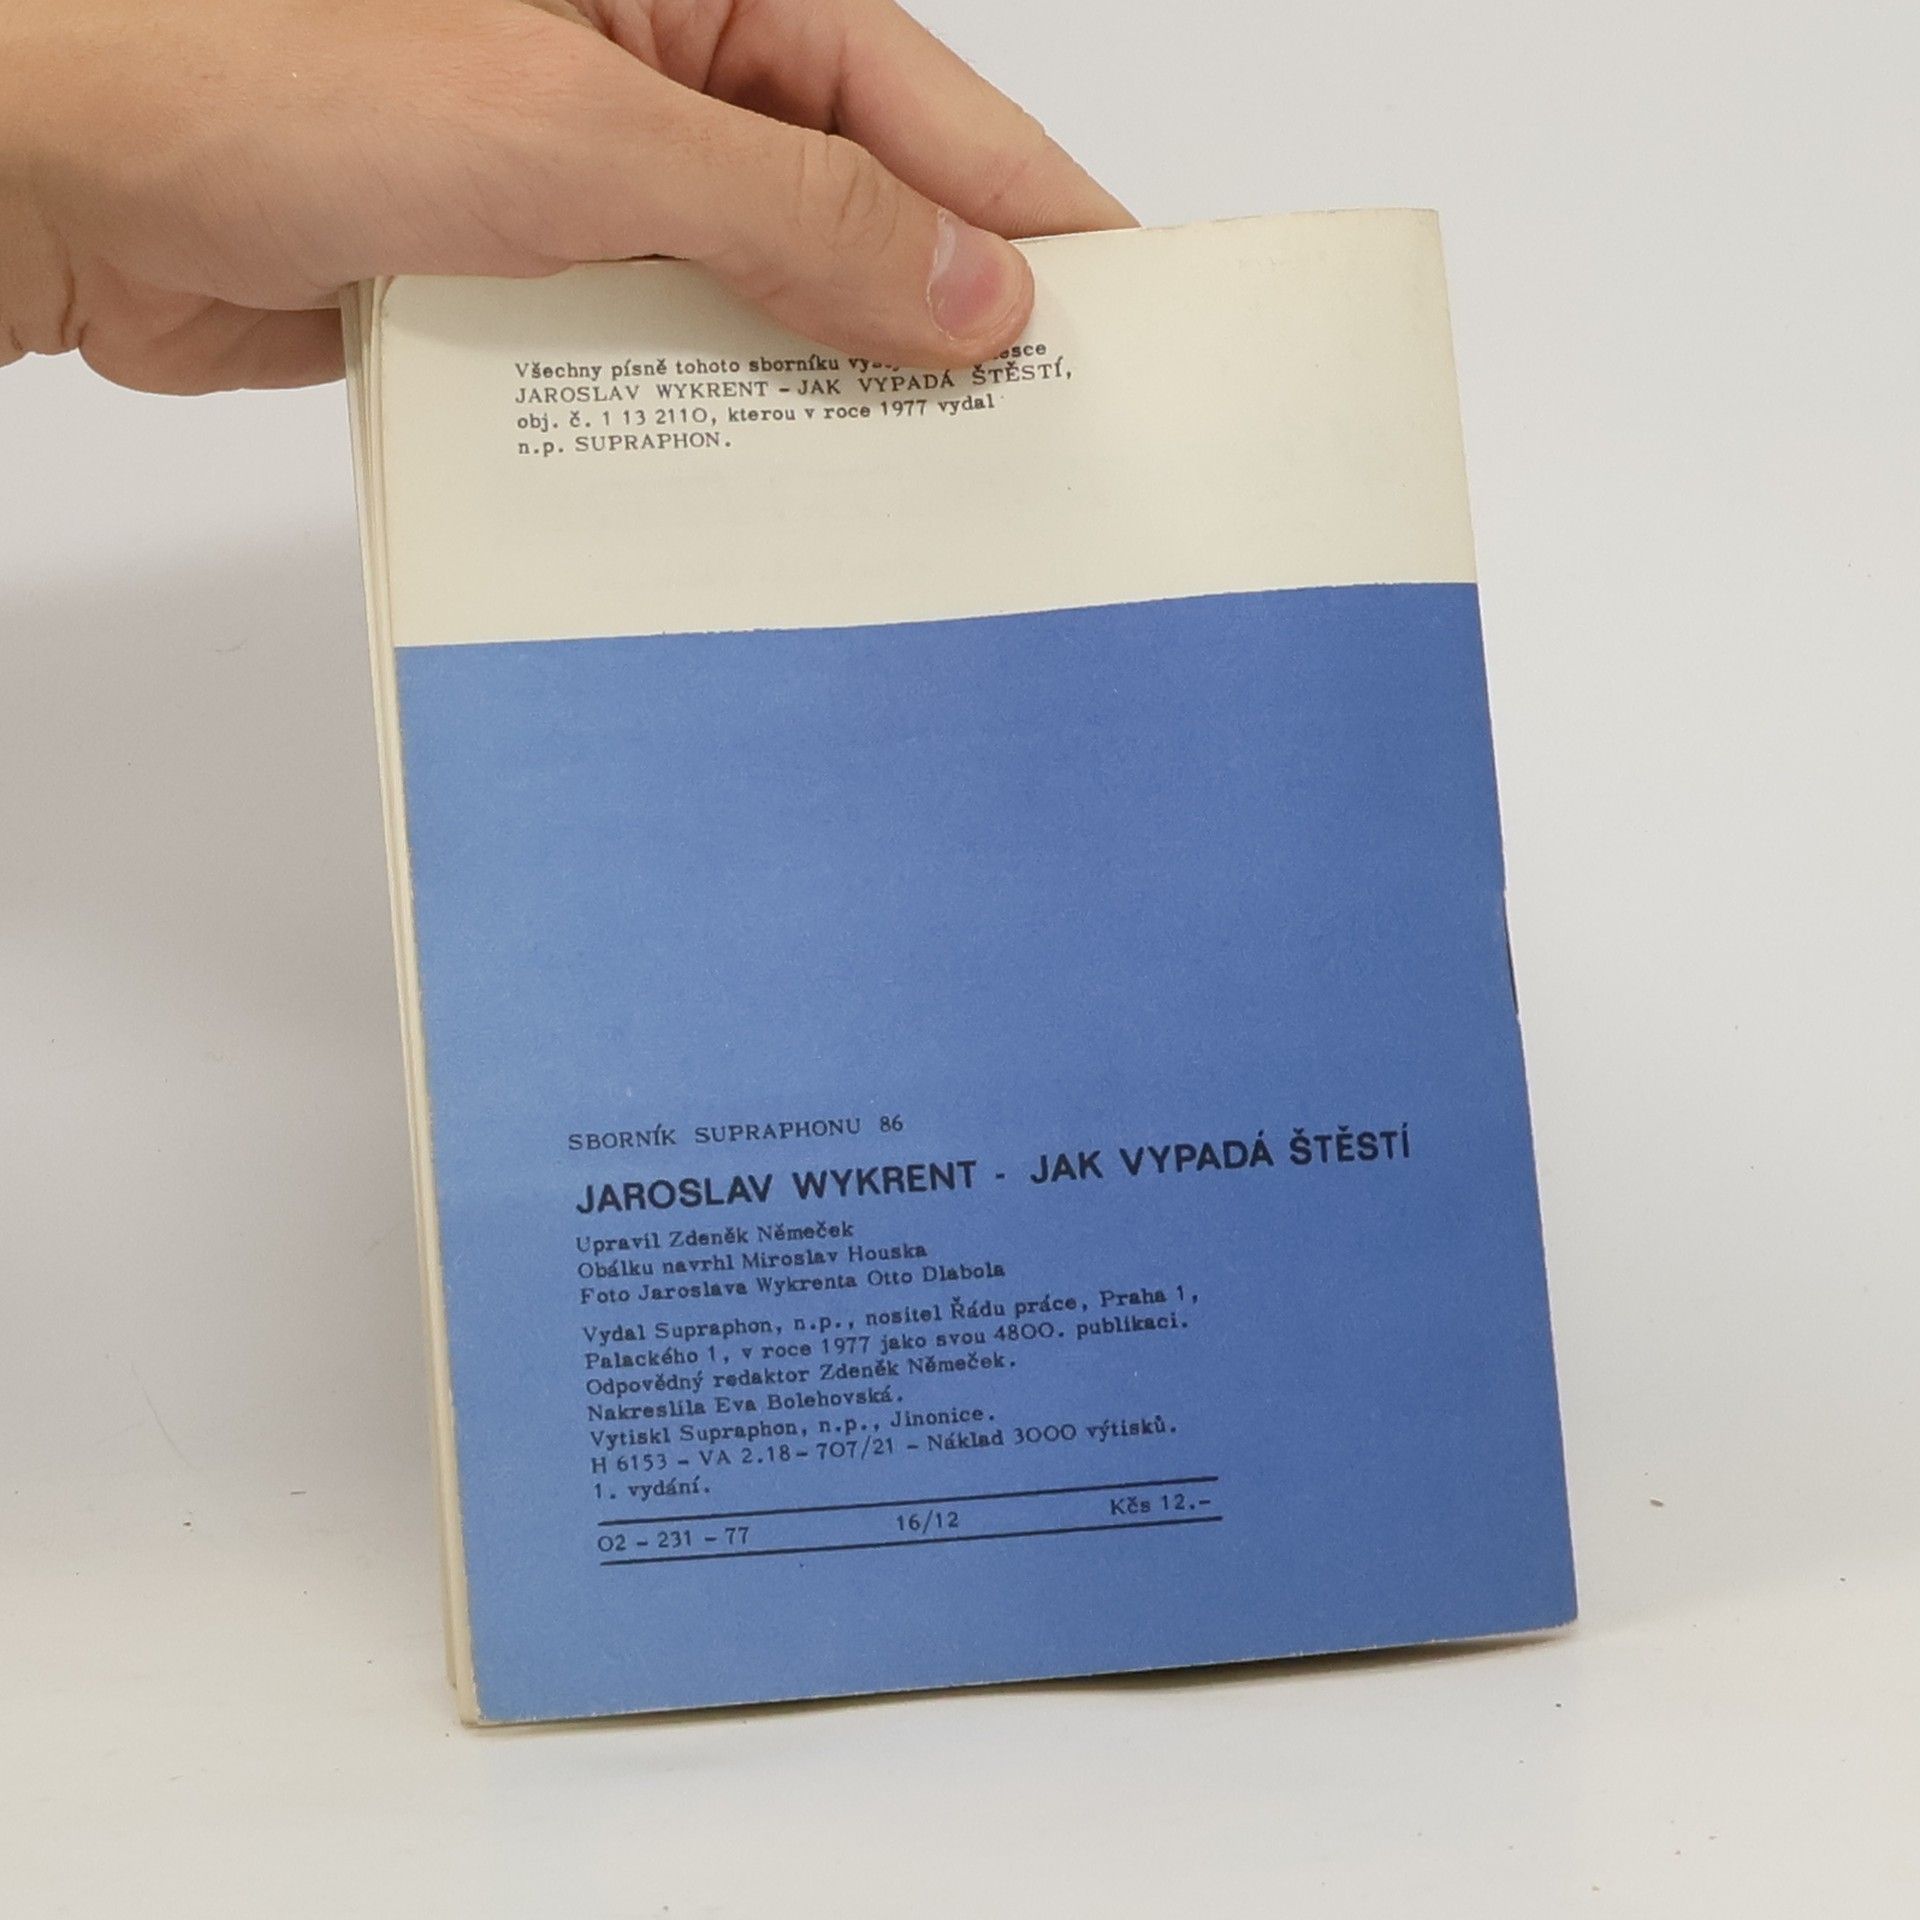 Všechny písně tohoto sborníku
JAROSLAV WYKRENT - JAK VYPADÁ ŠTĚSTÍ,
obj. č. 1 13 2110, kterou v roce 1977 vydal
n.p. SUPRAPHON.
SBORNÍK SUPRAPHONU 86
JAROSLAV WYKRENT - JAK VYPADÁ ŠTĚSTÍ
Upravil Zdeněk Němeček
Obálku navrhl Miroslav Houska
Foto Jaroslava Wykrenta Otto Dlabola
Vydal Supraphon, n.p., nositel Řádu práce, Praha 1,
Palackého 1, v roce 1977 jako svou 4800. publikaci.
Odpovědný redaktor Zdeněk Němeček.
Nakreslila Eva Bolehovská.
Vytiskl Supraphon, n.p., Jinonice.
H 6153 - VA 2.18 - 707/21 - Náklad 3000 výtisků.
1. vydání.
02 - 231 - 77 16/12 Kčs 12.-